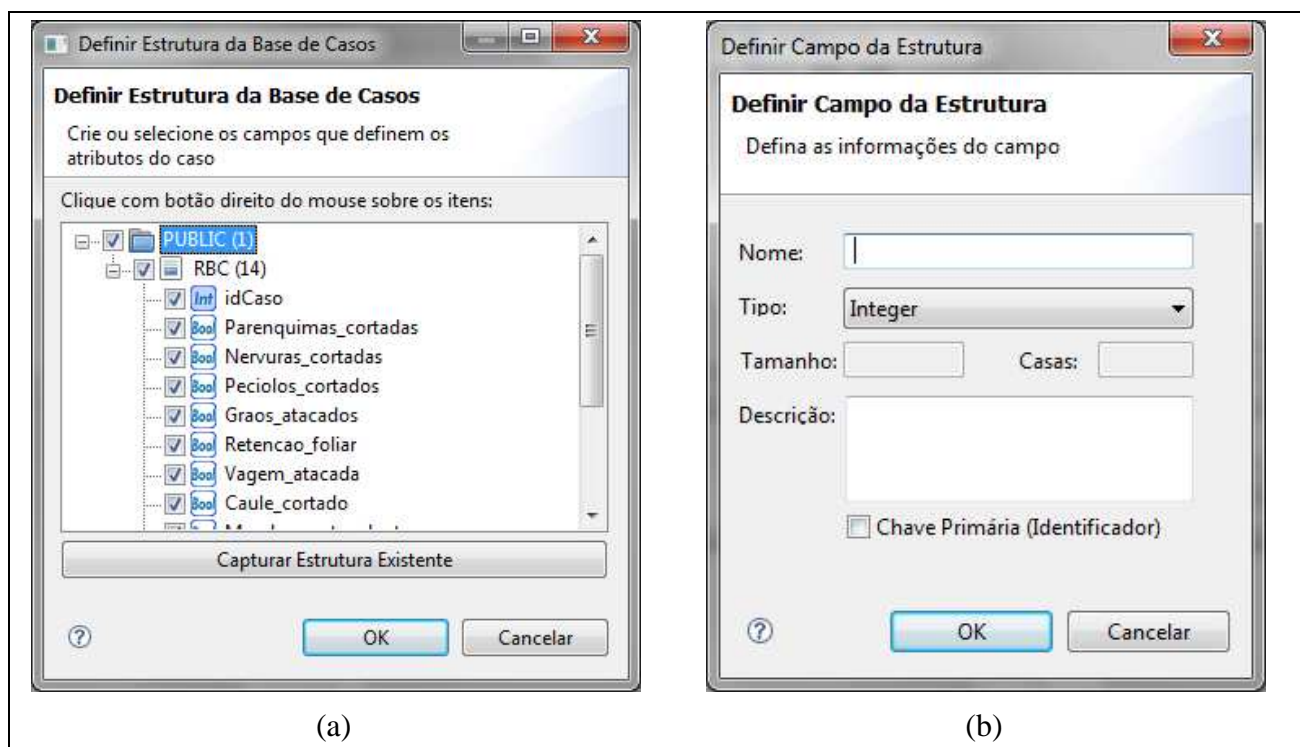 Definir Estrutura da Base de Casos
Definir Estrutura da Base de Casos
Crie ou selecione os campos que definem os
atributos do caso
Clique com botão direito do mouse sobre os itens:
PUBLIC (1)
RBC (14)
Int idCaso
Bool Parenquimas_cortadas
Bool Nervuras_cortadas
Bool Peciolos_cortados
Bool Graos_atacados
Bool Retencao_foliar
Bool Vagem_atacada
Bool Caule_cortado
Capturar Estrutura Existente
OK Cancelar
(a)
Definir Campo da Estrutura
Definir Campo da Estrutura
Defina as informações do campo
Nome:
Tipo: Integer
Tamanho: Casas:
Descrição:
Chave Primária (Identificador)
OK Cancelar
(b)